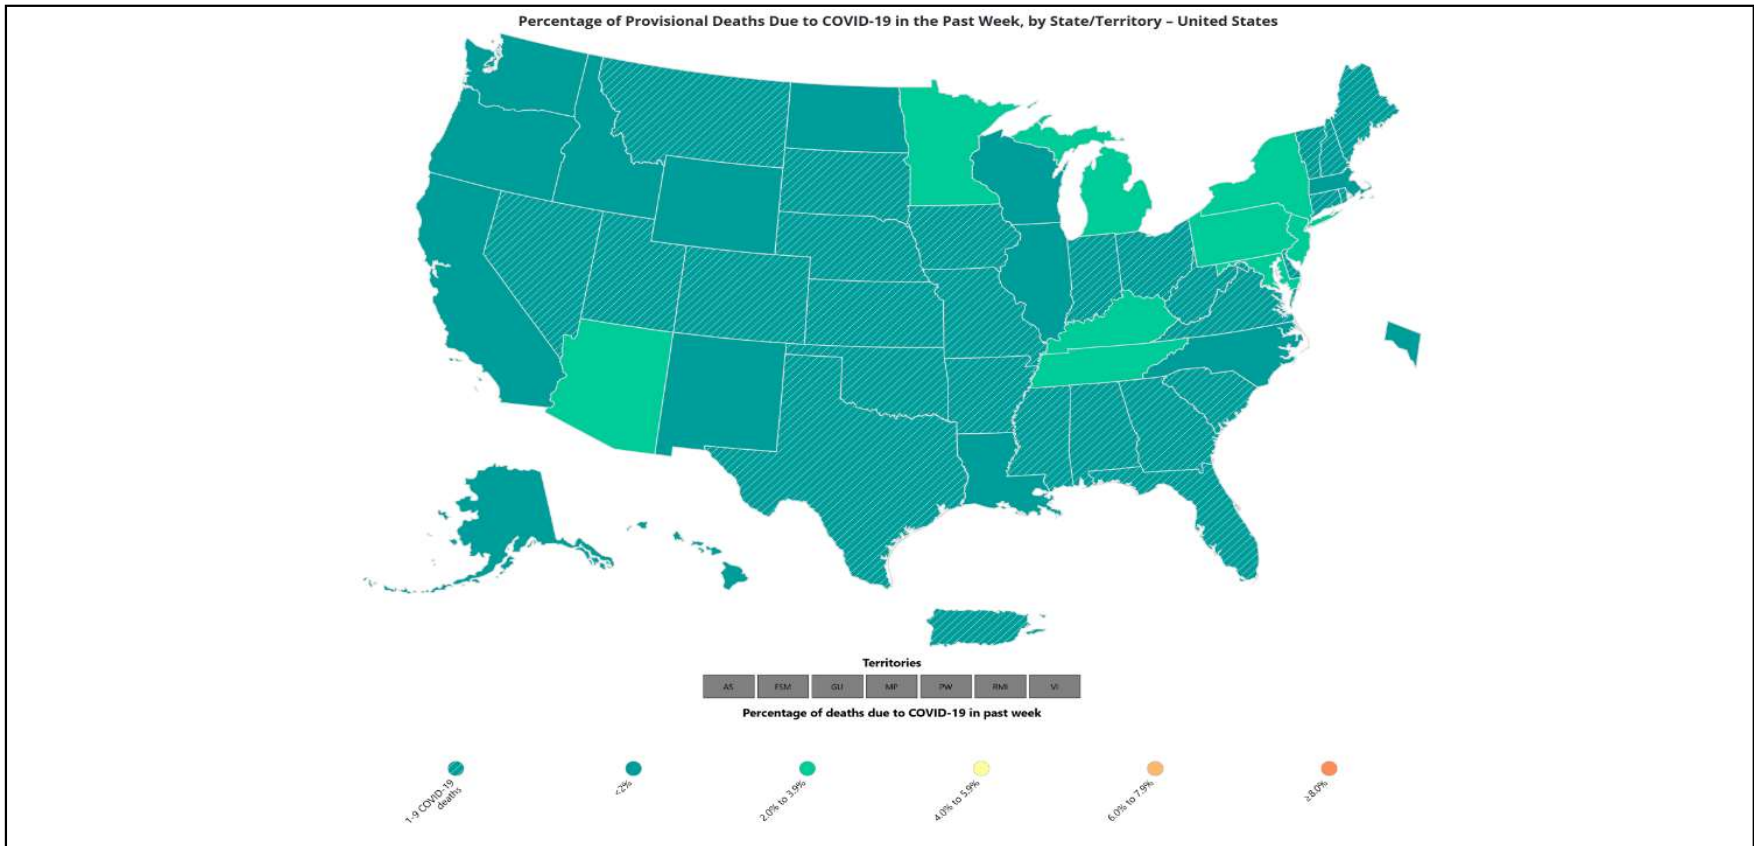 Percentage of Provisional Deaths Due to COVID-19 in the Past Week, by State/Territory – United States
Territories
AS
FSM
GU
MP
PW
RMI
VI
Percentage of deaths due to COVID-19 in past week
1-9 COVID-19
deaths
<2%
2.0% to 3.9%
4.0% to 5.9%
6.0% to 7.9%
≥8.0%